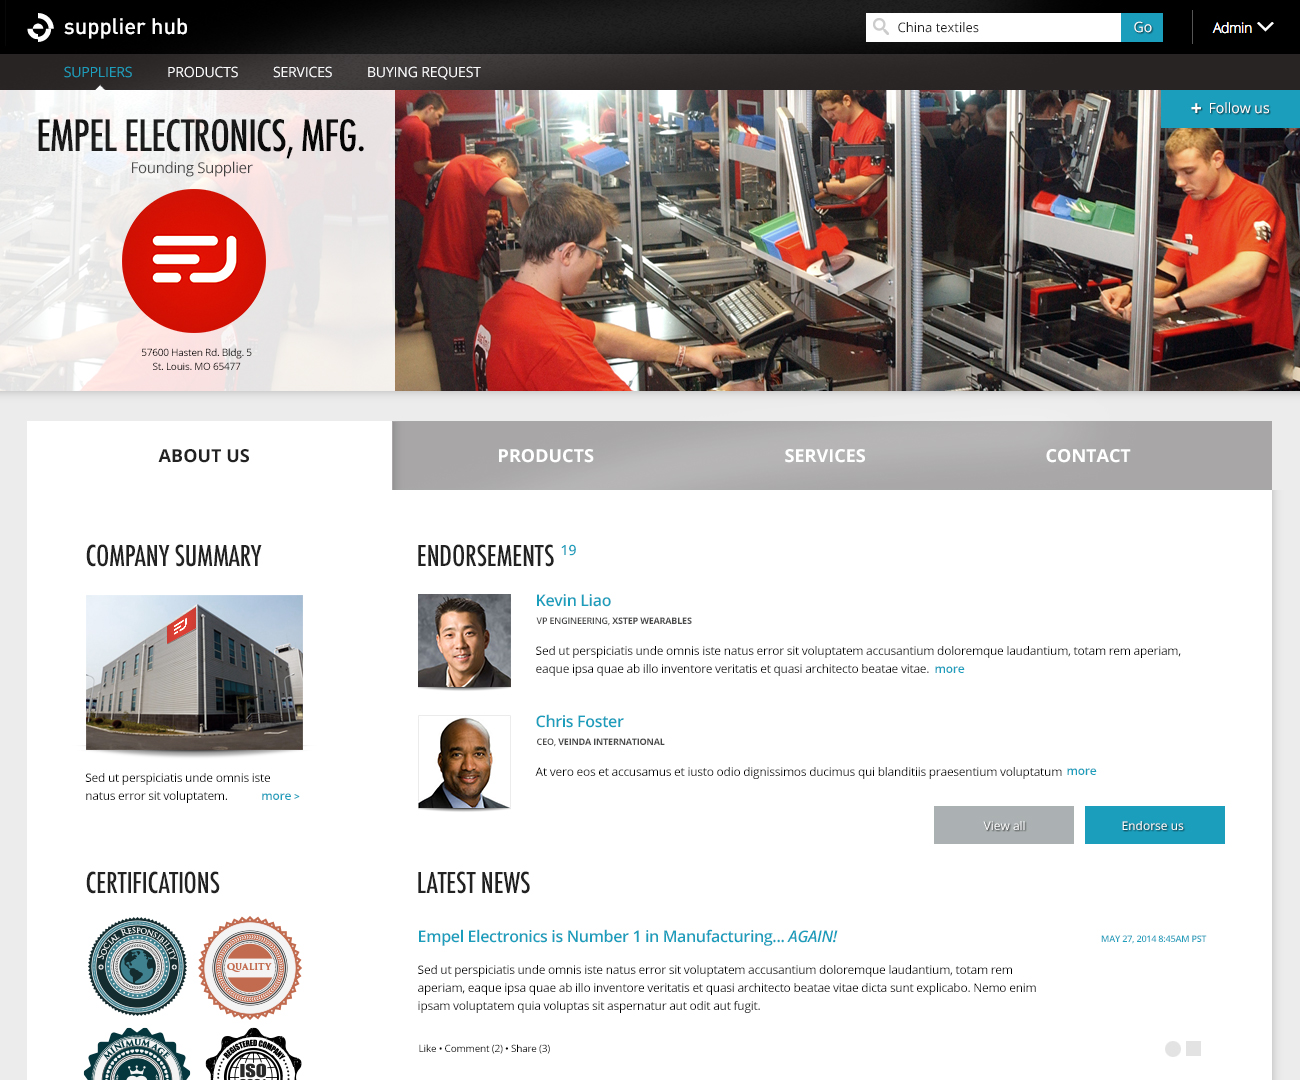 supplier hub
China textiles
Go
Admin
SUPPLIERS PRODUCTS SERVICES BUYING REQUEST
EMPEL ELECTRONICS, MFG.
Founding Supplier
57600 Hasten Rd. Bldg. 5
St. Louis. MO 65477
+ Follow us
ABOUT US PRODUCTS SERVICES CONTACT
COMPANY SUMMARY
Sed ut perspiciatis unde omnis iste
natus error sit voluptatem. more >
ENDORSEMENTS 19
Kevin Liao
VP ENGINEERING, XSTEP WEARABLES
Sed ut perspiciatis unde omnis iste natus error sit voluptatem accusantium doloremque laudantium, totam rem aperiam,
eaque ipsa quae ab illo inventore veritatis et quasi architecto beatae vitae. more
Chris Foster
CEO, VEINDA INTERNATIONAL
At vero eos et accusamus et iusto odio dignissimos ducimus qui blanditiis praesentium voluptatum more
View all
Endorse us
CERTIFICATIONS
SOCIAL RESPONSIBILITY
QUALITY
MINIMUM AGE
REGISTERED COMPANY
ISO
LATEST NEWS
Empel Electronics is Number 1 in Manufacturing... AGAIN!
MAY 27, 2014 8:45AM PST
Sed ut perspiciatis unde omnis iste natus error sit voluptatem accusantium doloremque laudantium, totam rem
aperiam, eaque ipsa quae ab illo inventore veritatis et quasi architecto beatae vitae dicta sunt explicabo. Nemo enim
ipsam voluptatem quia voluptas sit aspernatur aut odit aut fugit.
Like • Comment (2) • Share (3)